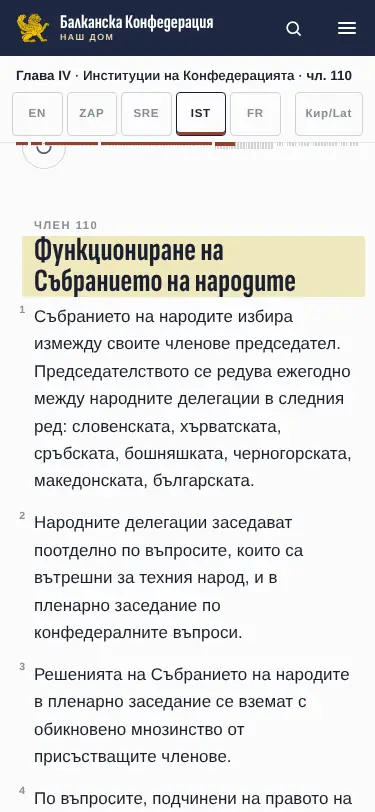 Балканска Конфедерация
НАШ ДОМ
Глава IV · Институции на Конфедерацията · чл. 110
EN ZAP SRE IST FR Кир/Lat
ЧЛЕН 110
Функциониране на
Събранието на народите
1 Събранието на народите избира
измежду своите членове председател.
Председателството се редува ежегодно
между народните делегации в следния
ред: словенската, хърватската,
сръбската, бошняшката, черногорската,
македонската, българската.
2 Народните делегации заседават
поотделно по въпросите, които са
вътрешни за техния народ, и в
пленарно заседание по
конфедералните въпроси.
3 Решенията на Събранието на народите
в пленарно заседание се вземат с
обикновено мнозинство от
присъстващите членове.
4 По въпросите, подчинени на правото на